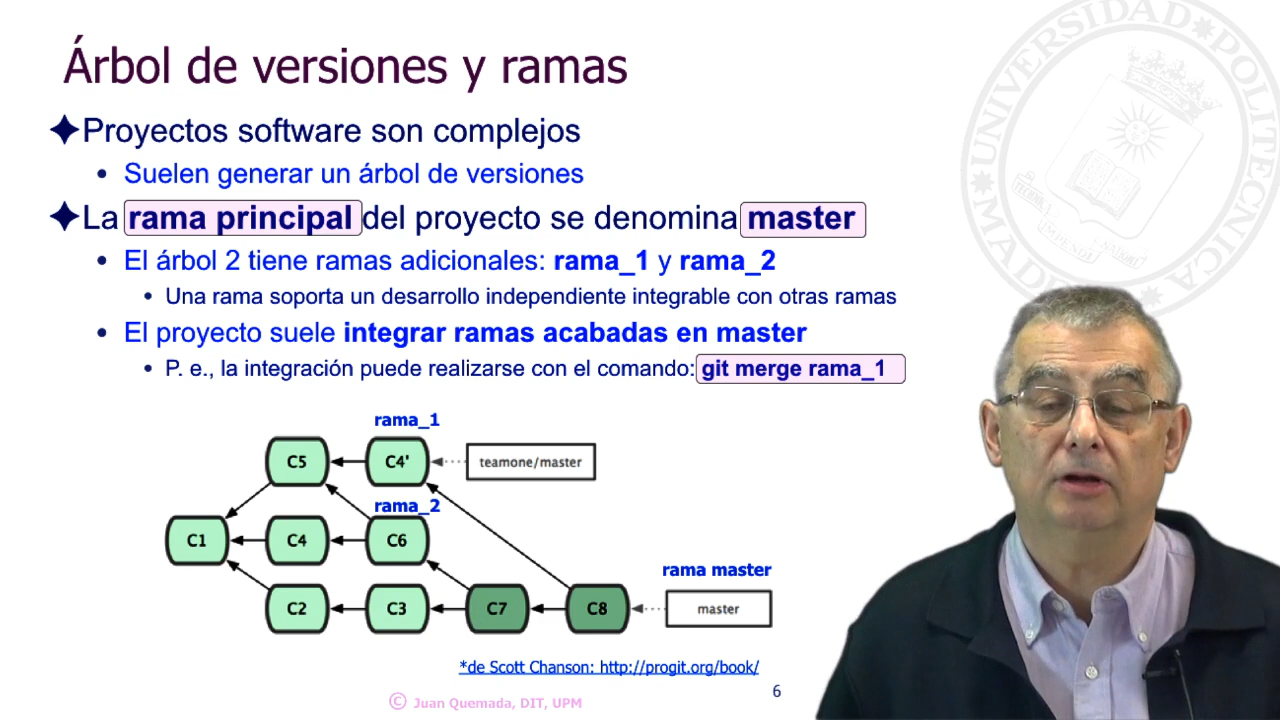 Árbol de versiones y ramas
Proyectos software son complejos
• Suelen generar un árbol de versiones
La rama principal del proyecto se denomina master
• El árbol 2 tiene ramas adicionales: rama_1 y rama_2
• Una rama soporta un desarrollo independiente integrable con otras ramas
• El proyecto suele integrar ramas acabadas en master
• P. e., la integración puede realizarse con el comando: git merge rama_1
rama_1
C5
C4'
teamone/master
rama_2
C1
C4
C6
rama master
C2
C3
C7
C8
master
*de Scott Chanson: http://progit.org/book/
6
© Juan Quemada, DIT, UPM
UNIVERSIDAD POLITÉCNICA
MADRID